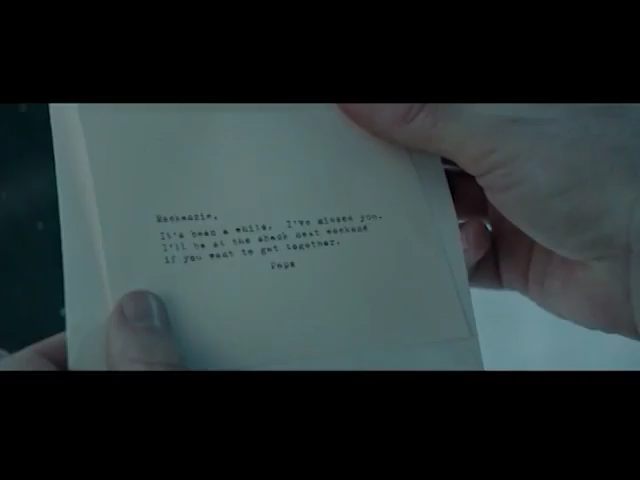 Mackenzie,
It's been a while. I've missed you.
I'll be at the shack next weekend
if you want to get together.
Papa